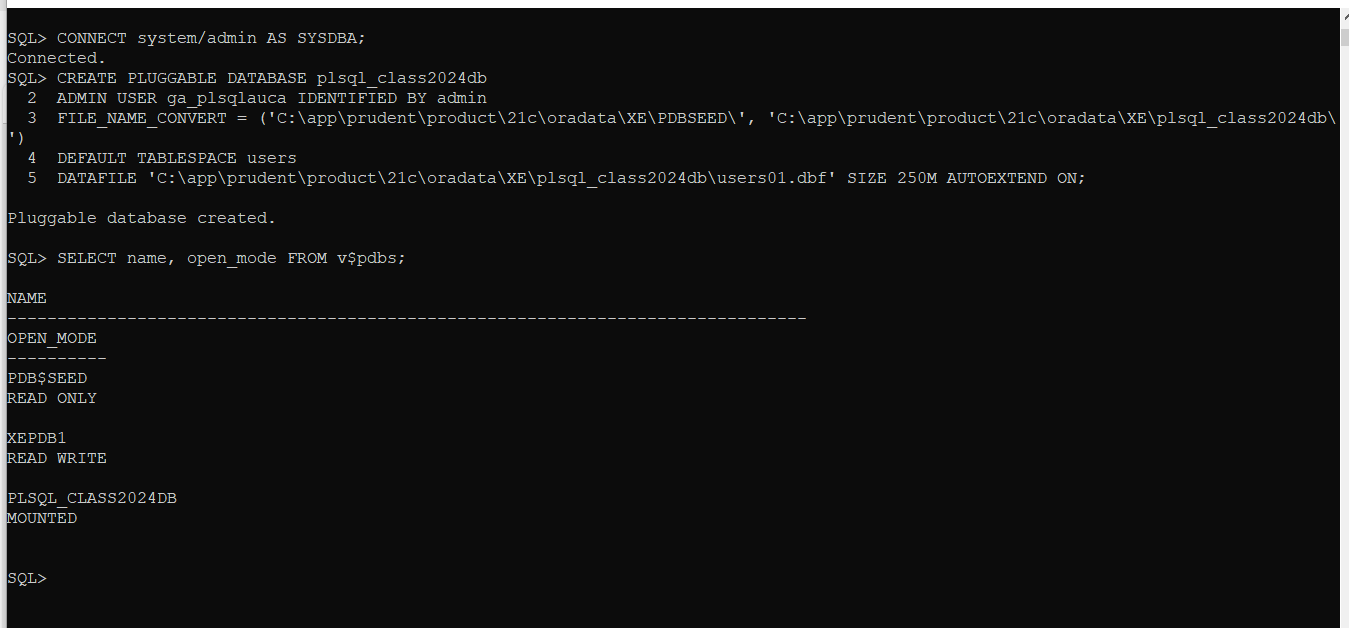 SQL> CONNECT system/admin AS SYSDBA;
Connected.
SQL> CREATE PLUGGABLE DATABASE plsql_class2024db
  2  ADMIN USER ga_plsqlauca IDENTIFIED BY admin
  3  FILE_NAME_CONVERT = ('C:\app\prudent\product\21c\oradata\XE\PDBSEED\', 'C:\app\prudent\product\21c\oradata\XE\plsql_class2024db\
')
  4  DEFAULT TABLESPACE users
  5  DATAFILE 'C:\app\prudent\product\21c\oradata\XE\plsql_class2024db\users01.dbf' SIZE 250M AUTOEXTEND ON;
Pluggable database created.
SQL> SELECT name, open_mode FROM v$pdbs;
NAME
--------------------------------------------------------------------------------
OPEN_MODE
----------
PDB$SEED
READ ONLY
XEPDB1
READ WRITE
PLSQL_CLASS2024DB
MOUNTED
SQL>